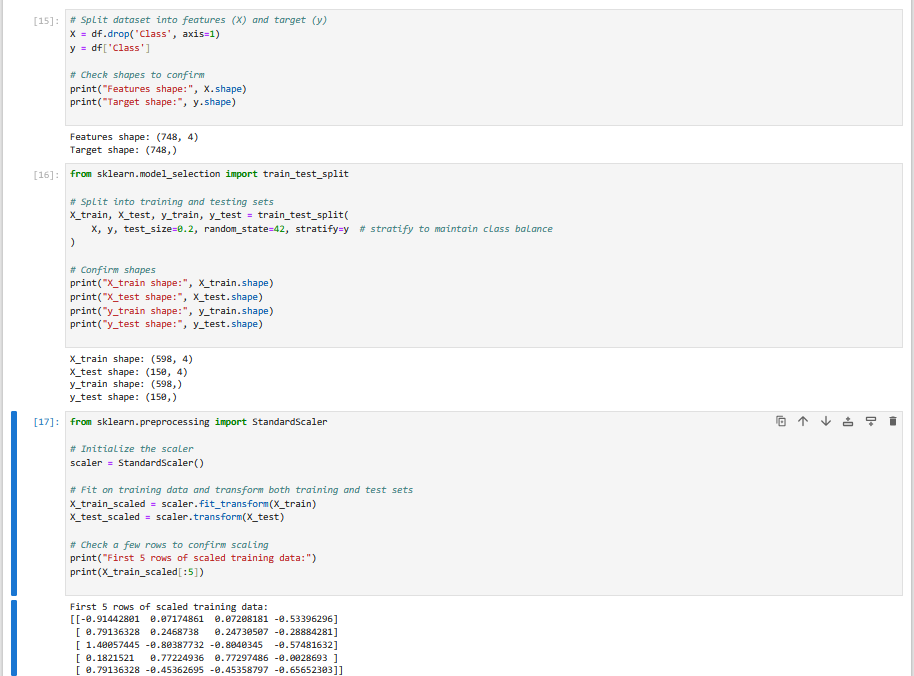 [15]:
# Split dataset into features (X) and target (y)
X = df.drop('Class', axis=1)
y = df['Class']
# Check shapes to confirm
print("Features shape:", X.shape)
print("Target shape:", y.shape)
Features shape: (748, 4)
Target shape: (748,)
[16]:
from sklearn.model_selection import train_test_split
# Split into training and testing sets
X_train, X_test, y_train, y_test = train_test_split(
    X, y, test_size=0.2, random_state=42, stratify=y  # stratify to maintain class balance
)
# Confirm shapes
print("X_train shape:", X_train.shape)
print("X_test shape:", X_test.shape)
print("y_train shape:", y_train.shape)
print("y_test shape:", y_test.shape)
X_train shape: (598, 4)
X_test shape: (150, 4)
y_train shape: (598,)
y_test shape: (150,)
[17]:
from sklearn.preprocessing import StandardScaler
# Initialize the scaler
scaler = StandardScaler()
# Fit on training data and transform both training and test sets
X_train_scaled = scaler.fit_transform(X_train)
X_test_scaled = scaler.transform(X_test)
# Check a few rows to confirm scaling
print("First 5 rows of scaled training data:")
print(X_train_scaled[:5])
First 5 rows of scaled training data:
[[-0.91442801  0.07174861  0.07208181 -0.53396296]
 [ 0.79136328  0.2468738   0.24730507 -0.28884281]
 [ 1.40057445 -0.80387732 -0.8040345  -0.57481632]
 [ 0.1821521   0.77224936  0.77297486 -0.0028693 ]
 [ 0.79136328 -0.45362695 -0.45358797 -0.65652303]]